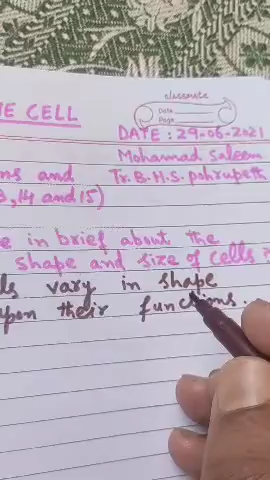 E CELL
classmate
Date
Page
DATE: 29-06-2021
Mohammad Saleem
ns and Tr. B.H.S. pohrupeth
3, 14 and 15)
e in brief about the
shape and size of cells
ls vary in shape
upon their functions.